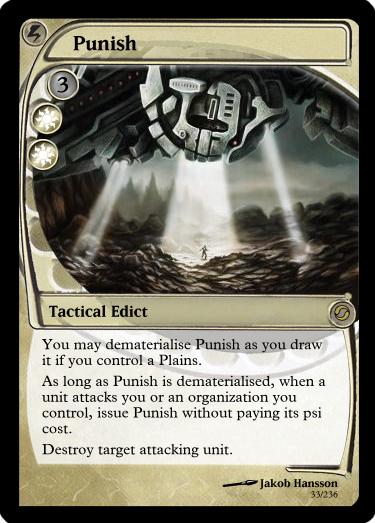 Punish
3
Tactical Edict
You may dematerialise Punish as you draw
it if you control a Plains.
As long as Punish is dematerialised, when a
unit attacks you or an organization you
control, issue Punish without paying its psi
cost.
Destroy target attacking unit.
Jakob Hansson
33/236